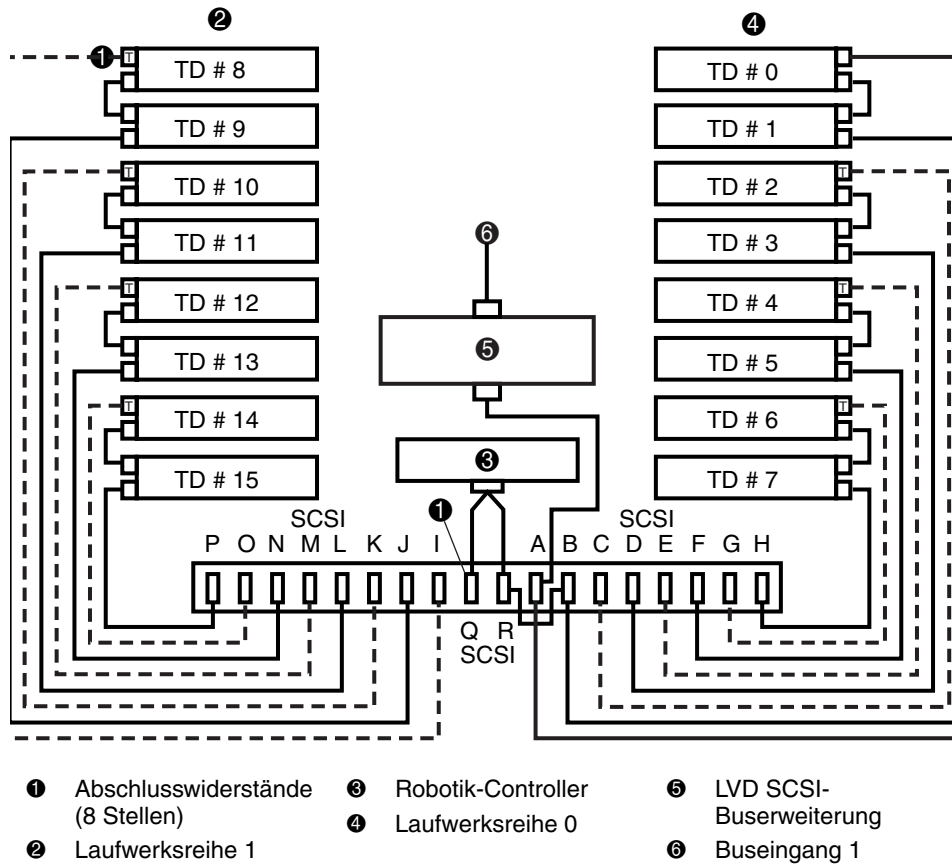 ❷ ❹
❶ T TD # 8 TD # 0
TD # 9 TD # 1
T TD # 10 TD # 2 T
TD # 11 TD # 3
❻
T TD # 12 TD # 4 T
❺
TD # 13 TD # 5
T TD # 14 TD # 6 T
❸
TD # 15 TD # 7
❶
SCSI SCSI
P O N M L K J I A B C D E F G H
Q R
SCSI
❶ Abschlusswiderstände
(8 Stellen)
❷ Laufwerksreihe 1
❸ Robotik-Controller
❹ Laufwerksreihe 0
❺ LVD SCSI-
Buserweiterung
❻ Buseingang 1